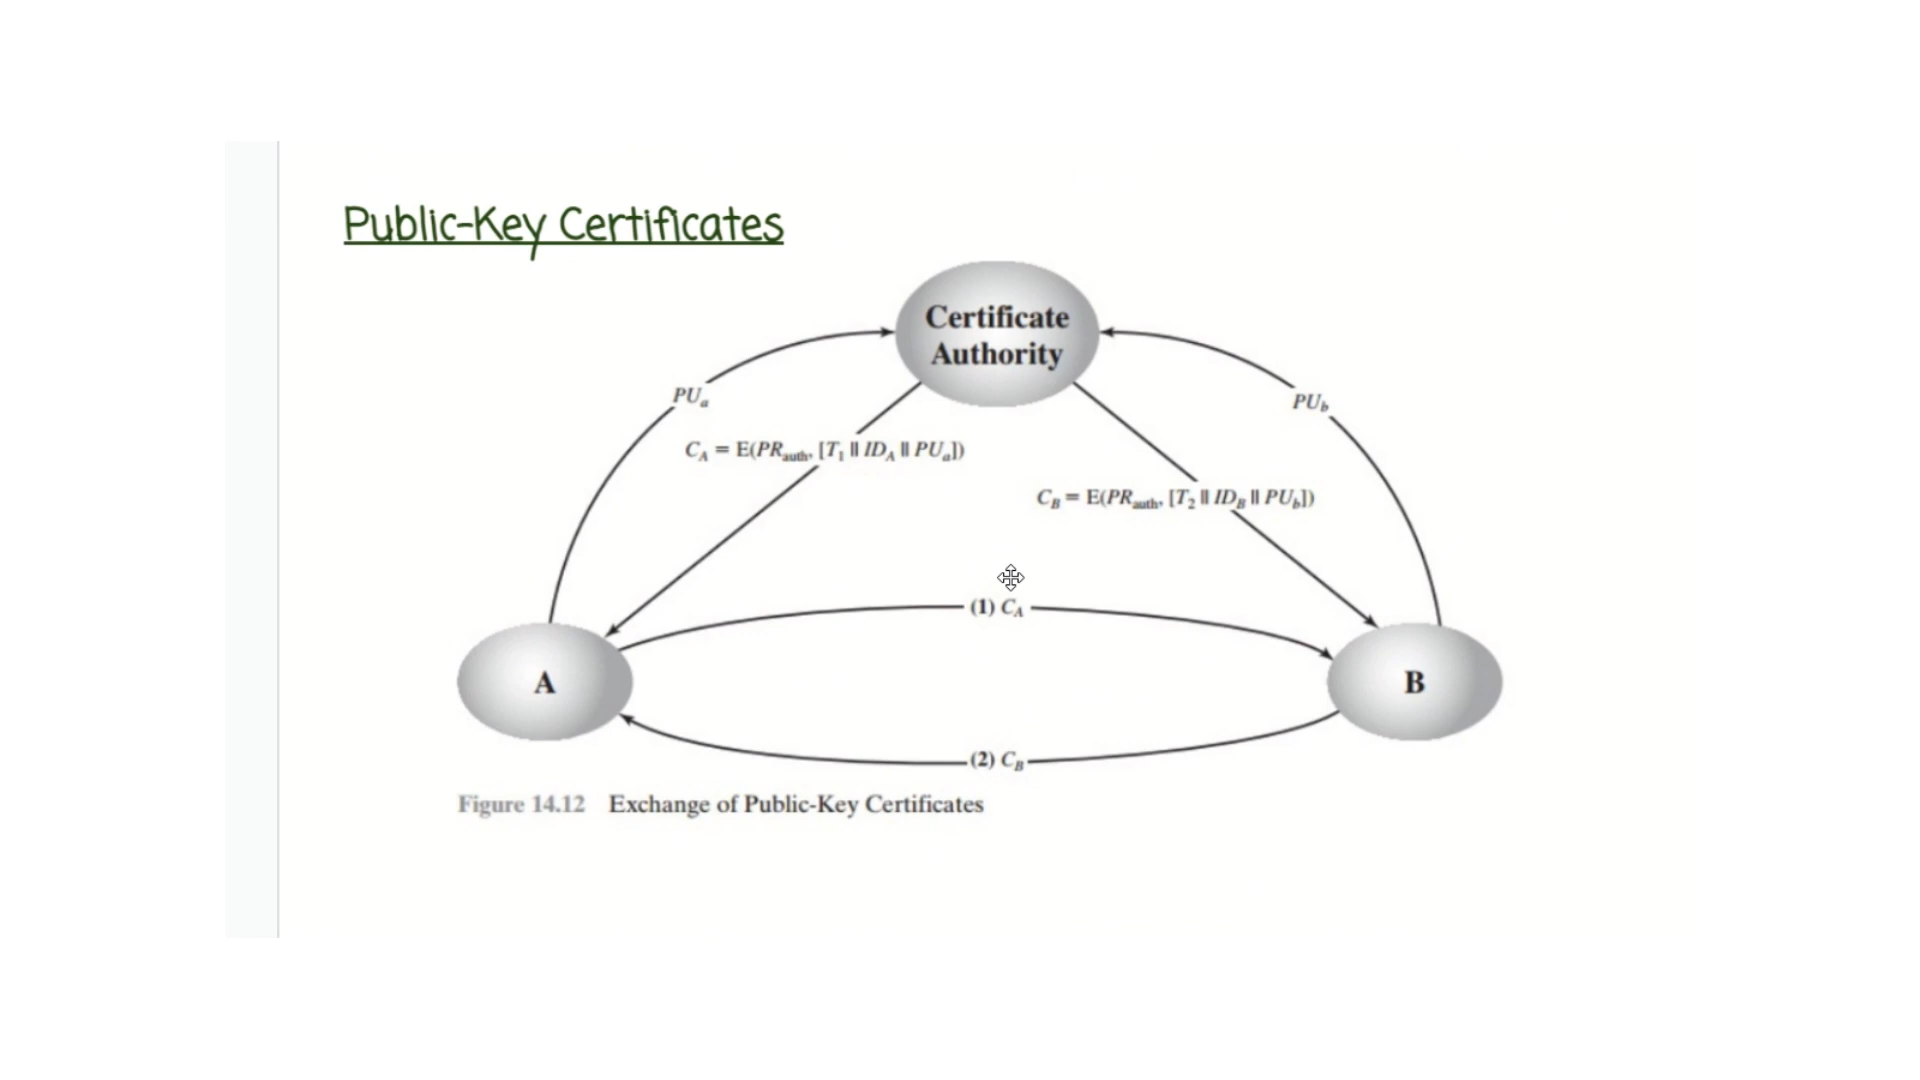 Public-Key Certificates
Certificate
Authority
PUa
PUb
CA = E(PRauth, [T1 || IDA || PUa])
CB = E(PRauth, [T2 || IDB || PUb])
(1) CA
A
B
(2) CB
Figure 14.12 Exchange of Public-Key Certificates